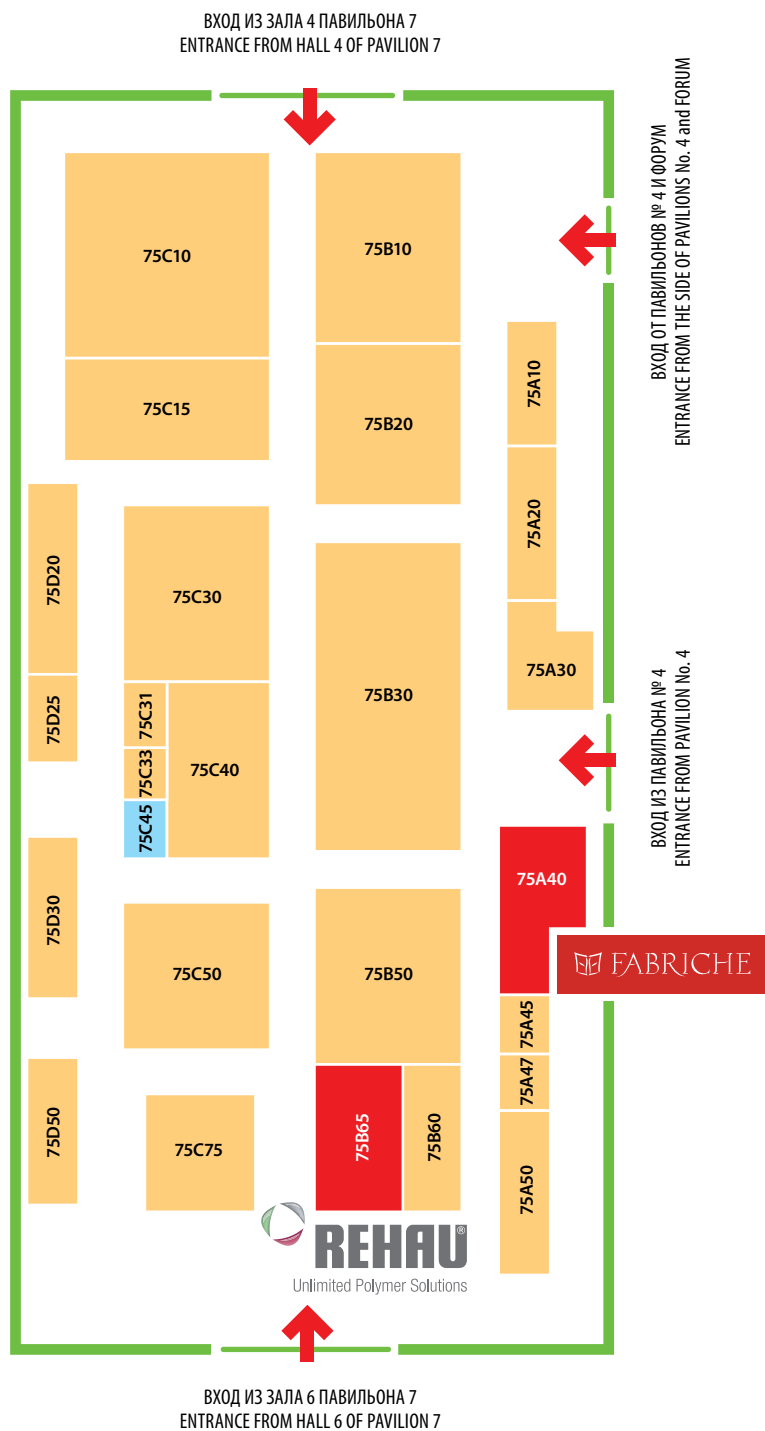 ВХОД ИЗ ЗАЛА 4 ПАВИЛЬОНА 7
ENTRANCE FROM HALL 4 OF PAVILION 7
ВХОД ОТ ПАВИЛЬОНОВ № 4 И ФОРУМ
ENTRANCE FROM THE SIDE OF PAVILIONS No. 4 and FORUM
75C10
75B10
75A10
75C15
75B20
75A20
75D20
75C30
75B30
75A30
75D25
75C31
75C33
75C40
75C45
ВХОД ИЗ ПАВИЛЬОНА № 4
ENTRANCE FROM PAVILION No. 4
75A40
75D30
FABRICHE
75C50
75B50
75A45
75A47
75D50
75C75
75B65
75B60
75A50
REHAU®
Unlimited Polymer Solutions
ВХОД ИЗ ЗАЛА 6 ПАВИЛЬОНА 7
ENTRANCE FROM HALL 6 OF PAVILION 7